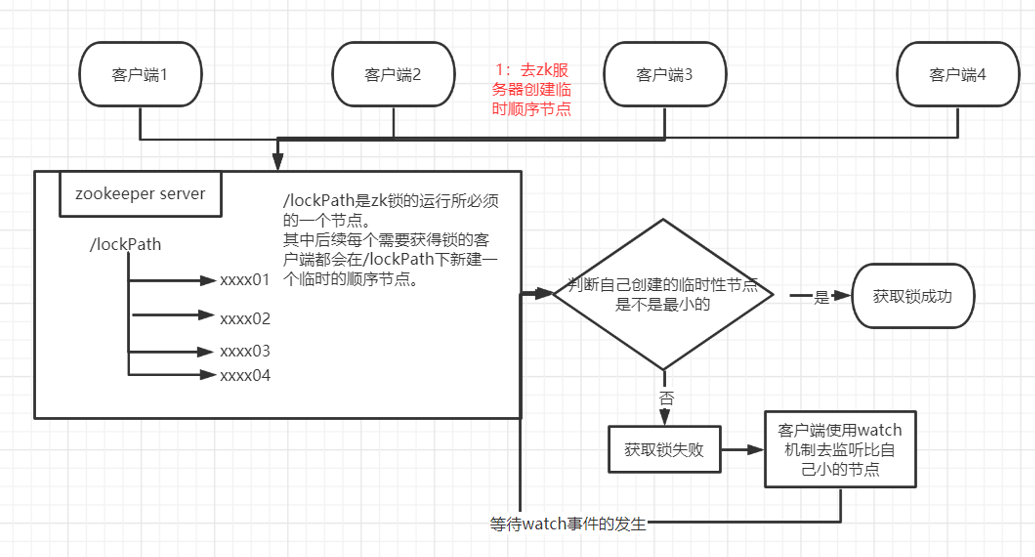 客户端1
客户端2
1：去zk服
务器创建临
时顺序节点
客户端3
客户端4
zookeeper server
/lockPath是zk锁的运行所必须
的一个节点。
其中后续每个需要获得锁的客
户端都会在/lockPath下新建一
个临时的顺序节点。
/lockPath
xxxx01
xxxx02
xxxx03
xxxx04
判断自己创建的临时性节点
是不是最小的
是
获取锁成功
否
获取锁失败
客户端使用watch
机制去监听比自
己小的节点
等待watch事件的发生